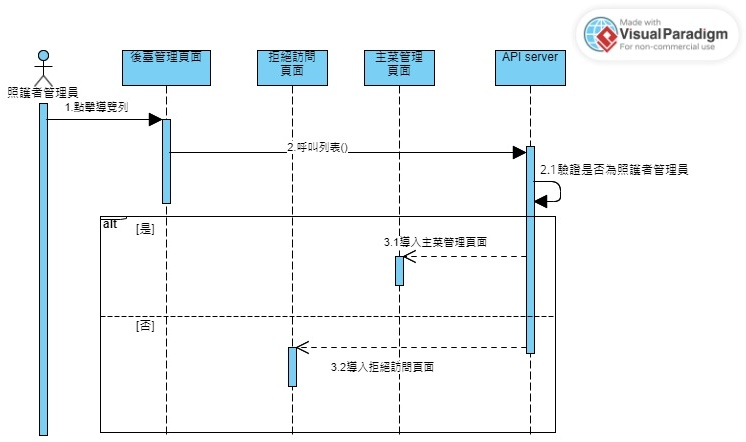 Made with
Visual Paradigm
For non-commercial use
後臺管理頁面
拒絕訪問
頁面
主菜管理
頁面
API server
照護者管理員
1.點擊導覽列
2.呼叫列表()
2.1驗證是否為照護者管理員
alt
[是]
3.1導入主菜管理頁面
[否]
3.2導入拒絕訪問頁面